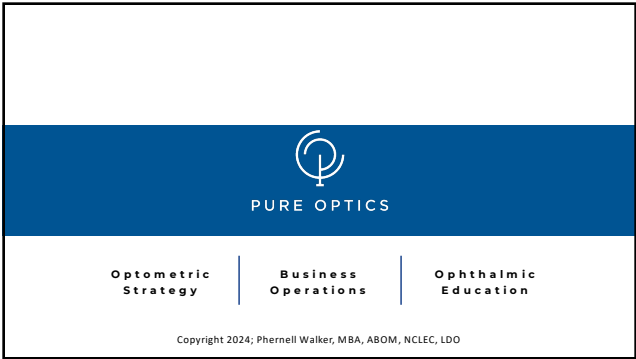 PURE OPTICS
Optometric
Strategy
Business
Operations
Ophthalmic
Education
Copyright 2024; Phernell Walker, MBA, ABOM, NCLEC, LDO